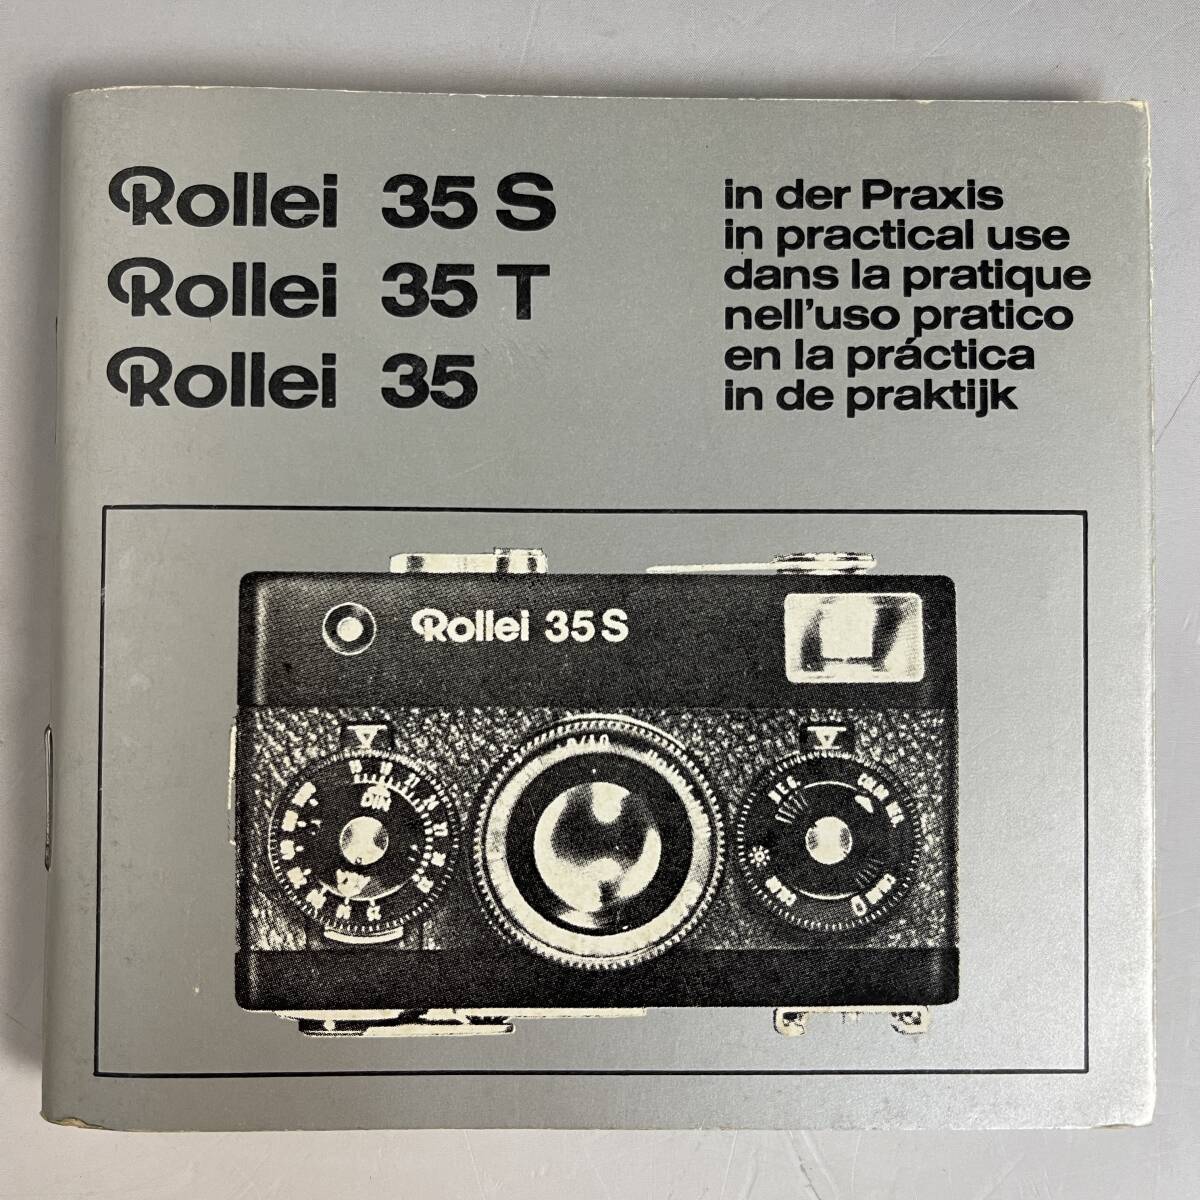 Rollei 35 S
Rollei 35 T
Rollei 35
in der Praxis
in practical use
dans la pratique
nell'uso pratico
en la práctica
in de praktijk
Rollei 35 S
DIN